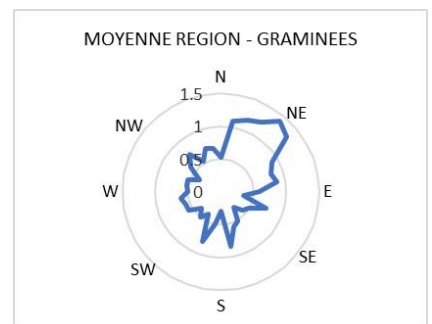 MOYENNE REGION - GRAMINEES
N
1.5
NE
NW
1
0.5
W
0
E
SW
SE
S